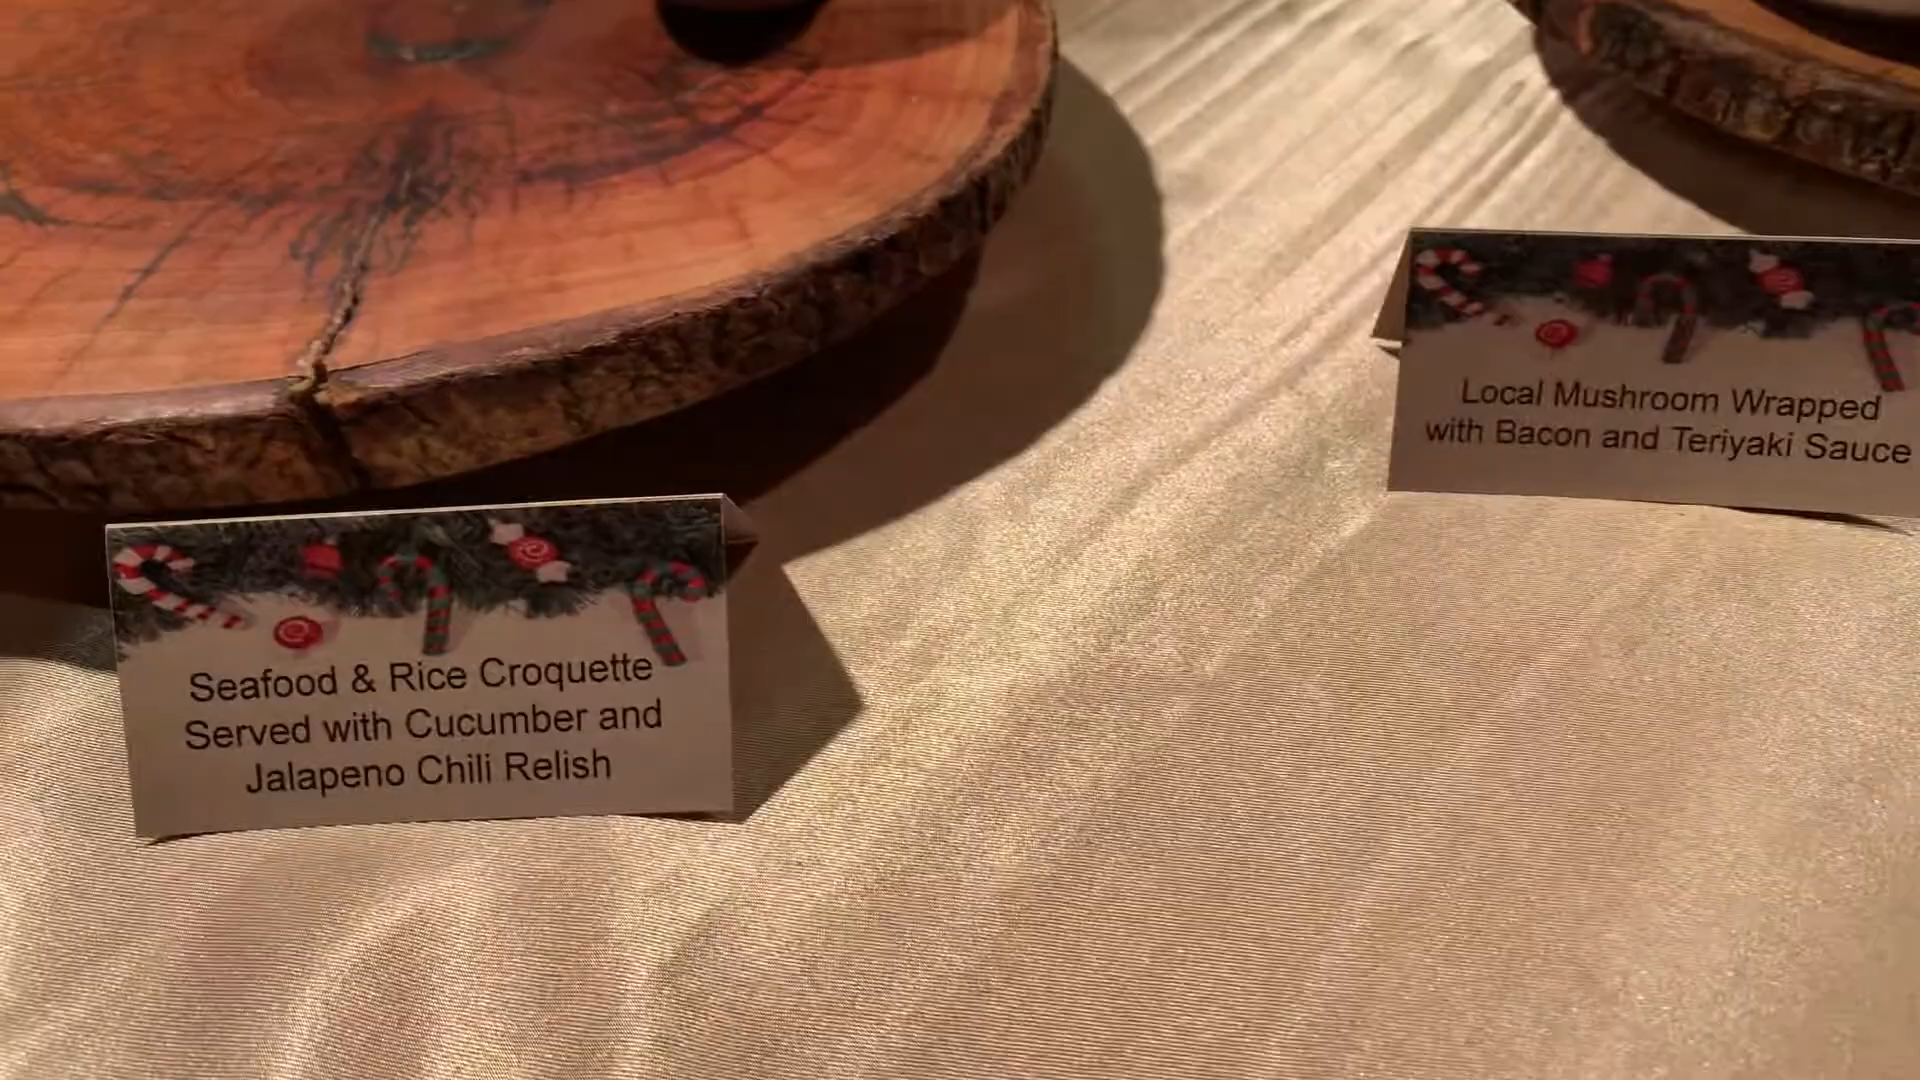 Seafood & Rice Croquette
Served with Cucumber and
Jalapeno Chili Relish
Local Mushroom Wrapped
with Bacon and Teriyaki Sauce